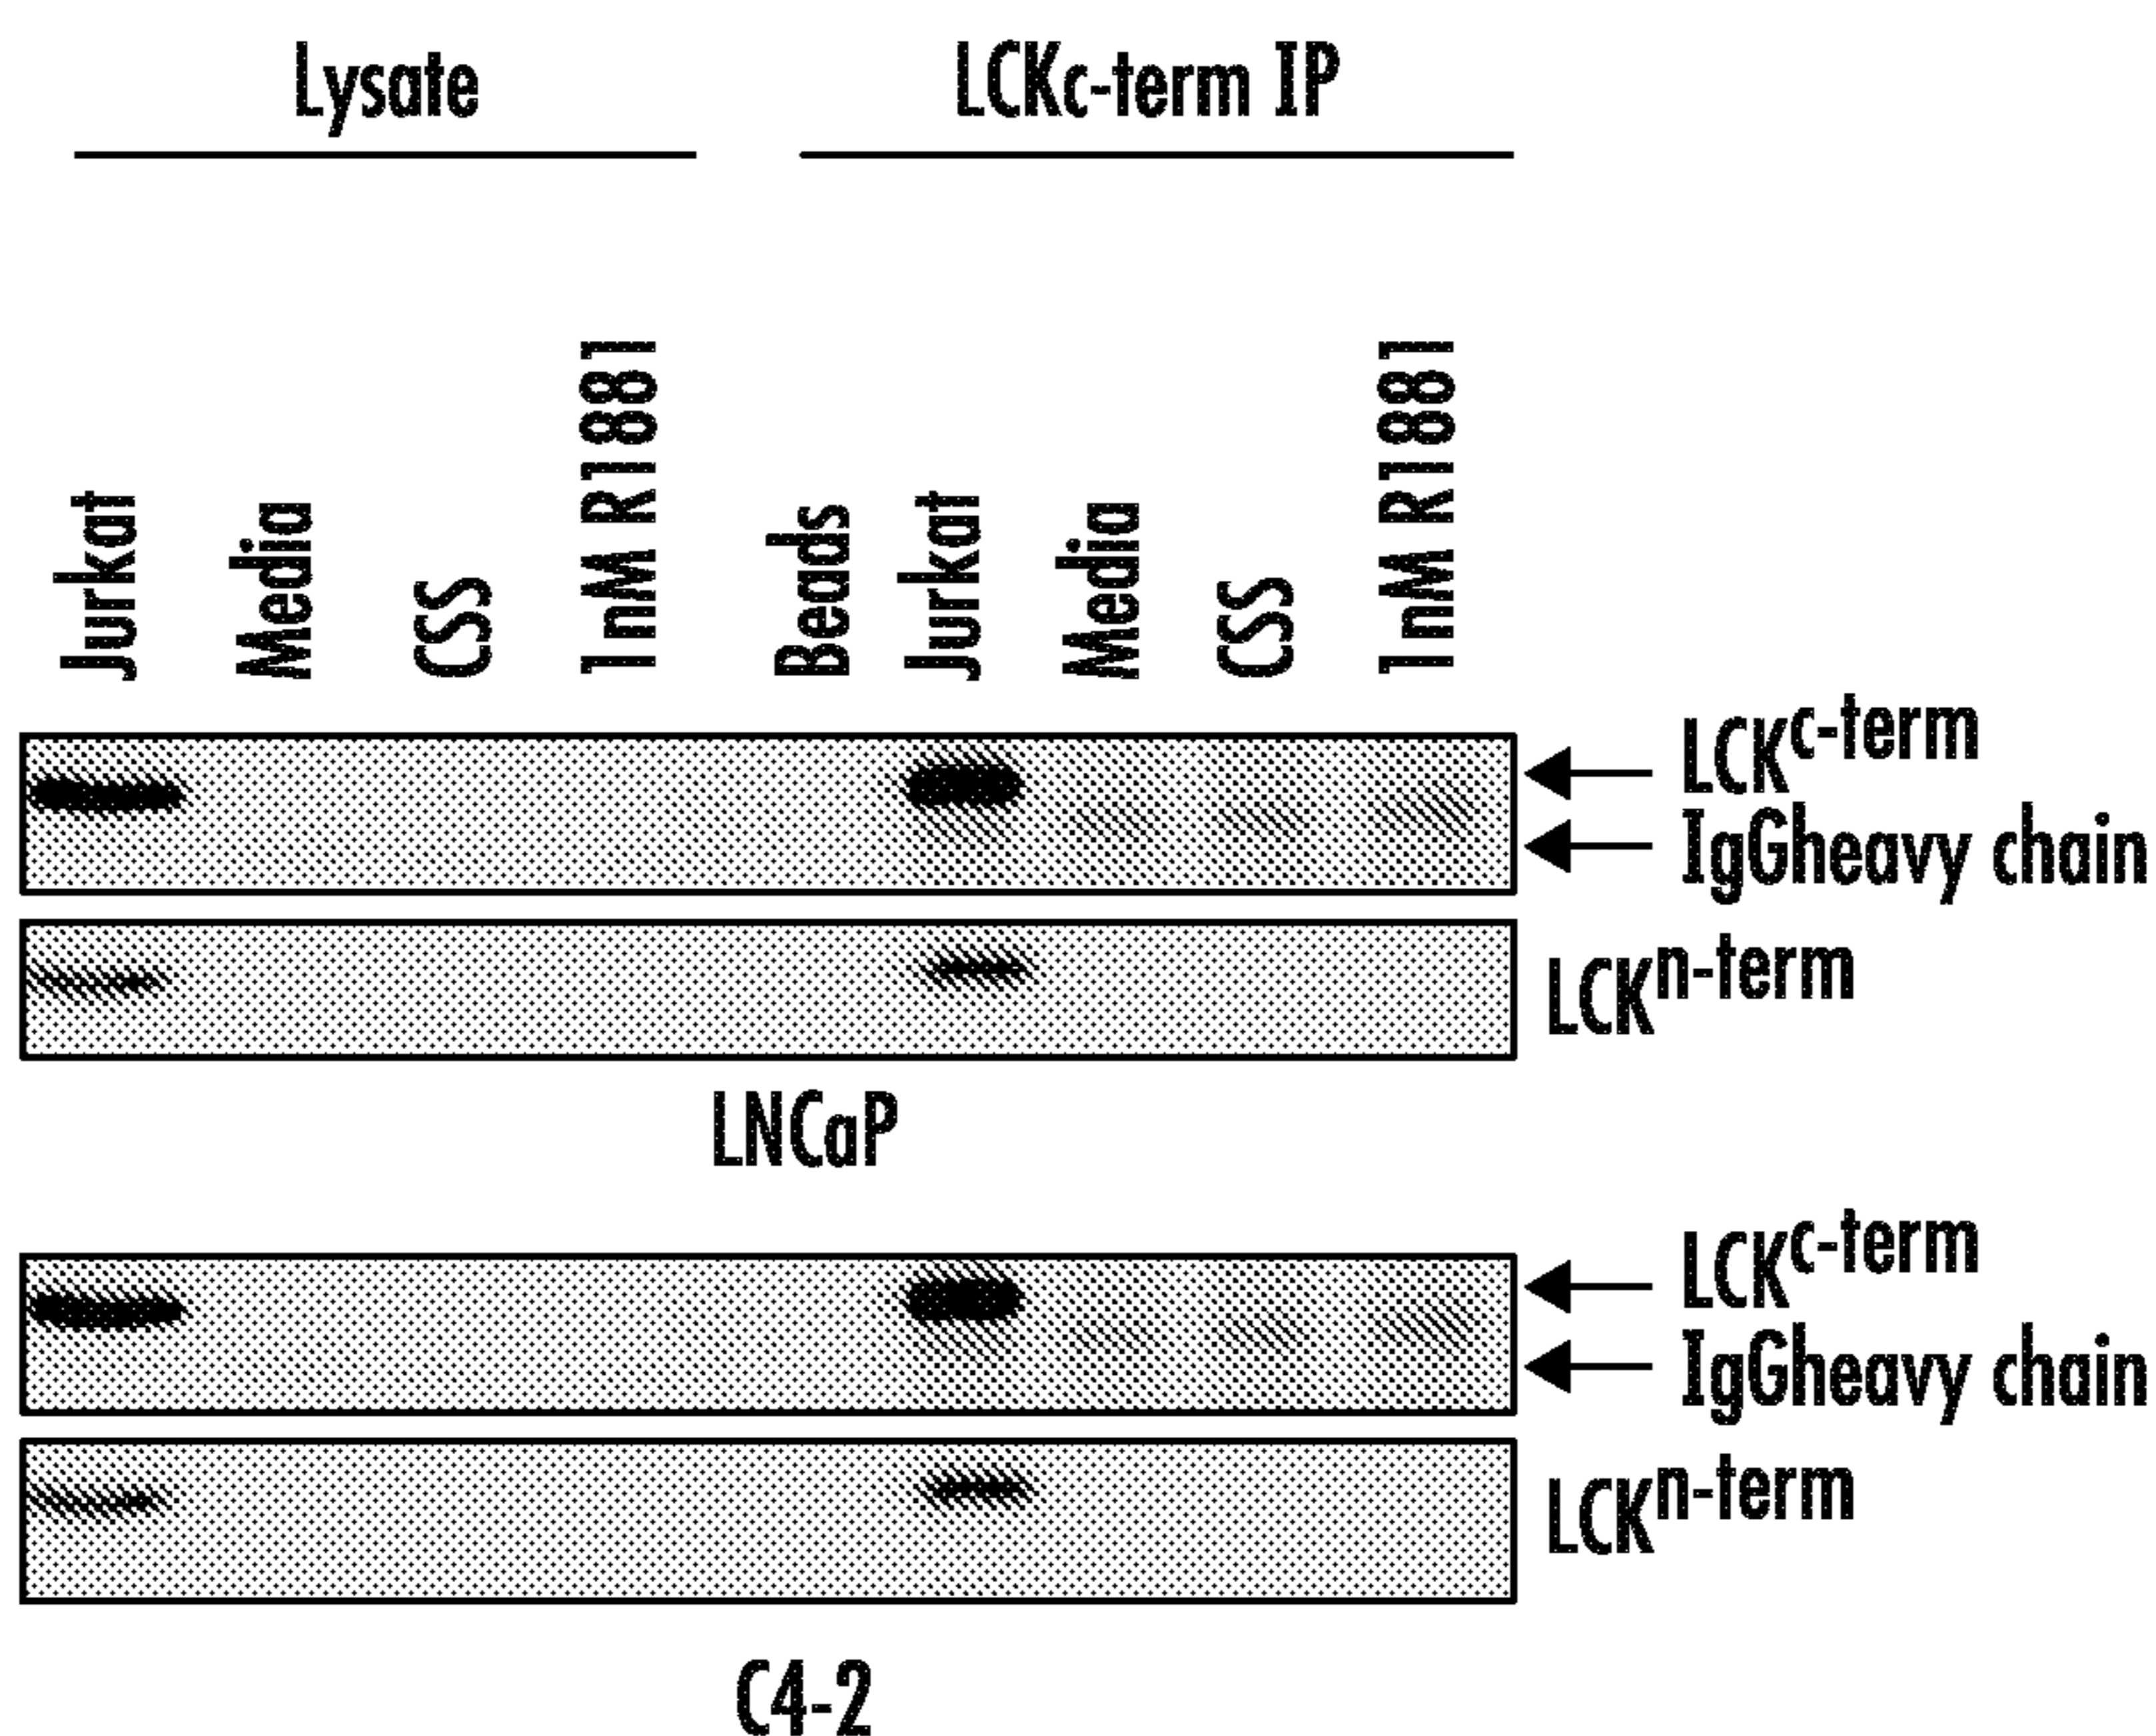 Lysate
LCKc-term IP
Jurkat
Media
CSS
1nM R1881
Beads
Jurkat
Media
CSS
1nM R1881
LCKc-term
IgGheavy chain
LCKn-term
LNCaP
LCKc-term
IgGheavy chain
LCKn-term
C4-2